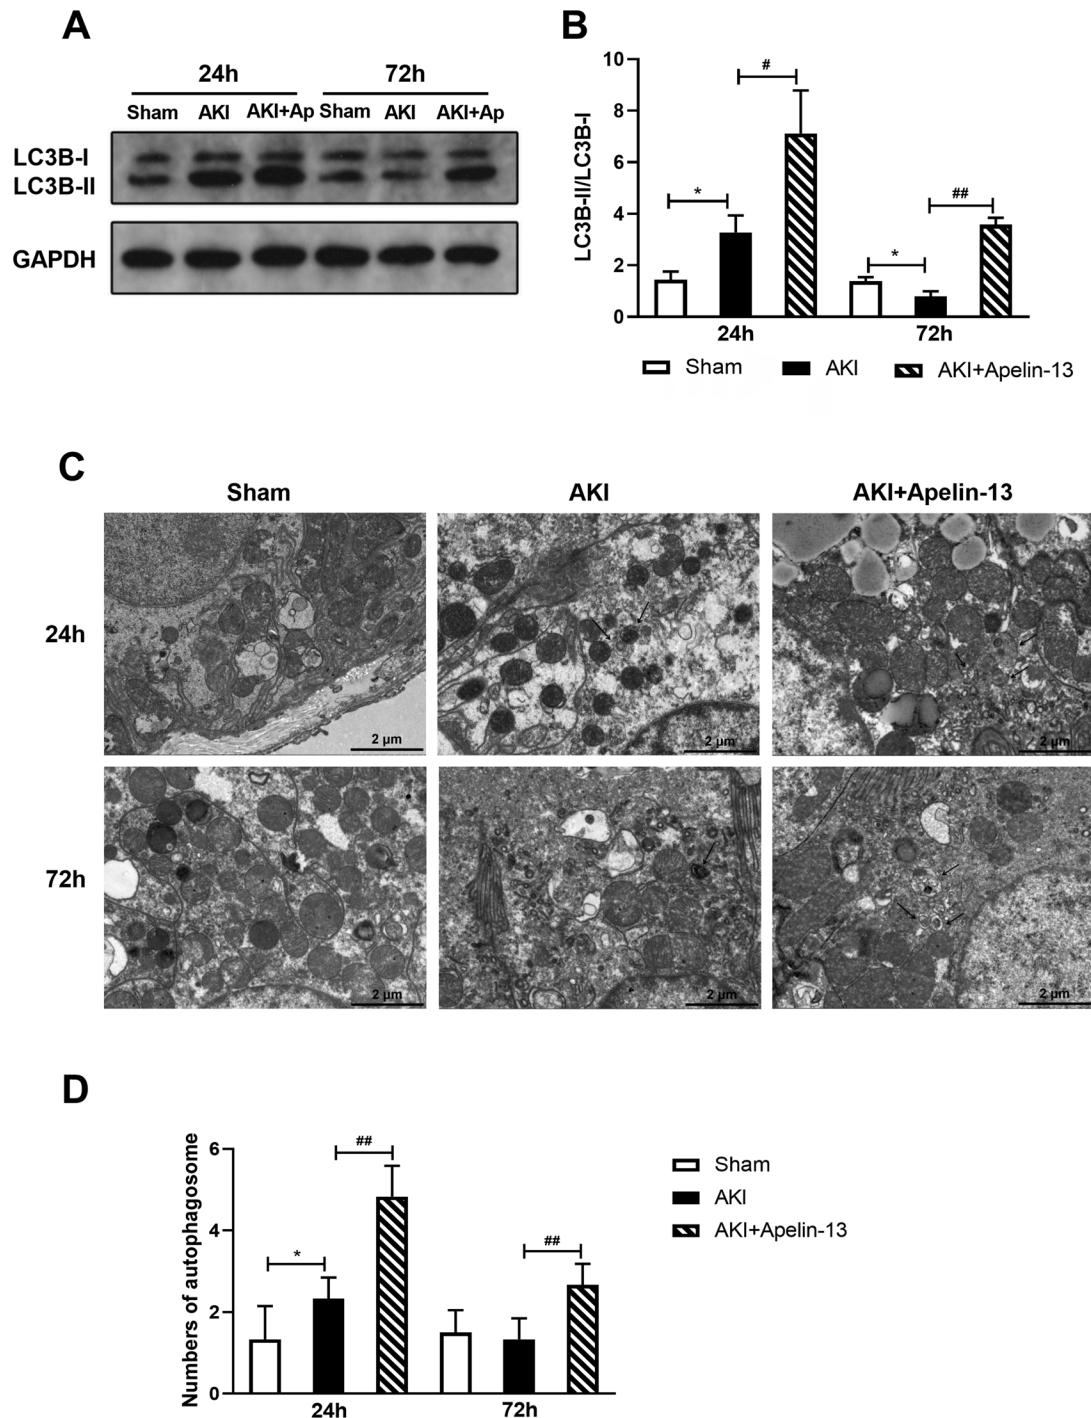 A
24h 72h
Sham AKI AKI+Ap Sham AKI AKI+Ap
LC3B-I
LC3B-II
GAPDH
B
LC3B-II/LC3B-I
10
8
6
4
2
0
*
#
*
##
24h 72h
Sham AKI AKI+Apelin-13
C
Sham AKI AKI+Apelin-13
24h
2 μm 2 μm 2 μm
72h
2 μm 2 μm 2 μm
D
Numbers of autophagosome
6
4
2
0
*
##
##
24h 72h
Sham
AKI
AKI+Apelin-13